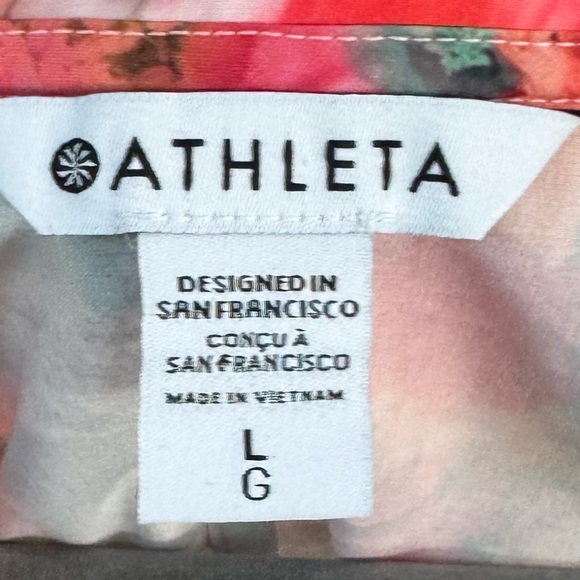 ATHLETA
DESIGNED IN
SAN FRANCISCO
CONÇU À
SAN FRANCISCO
MADE IN VIETNAM
L
G